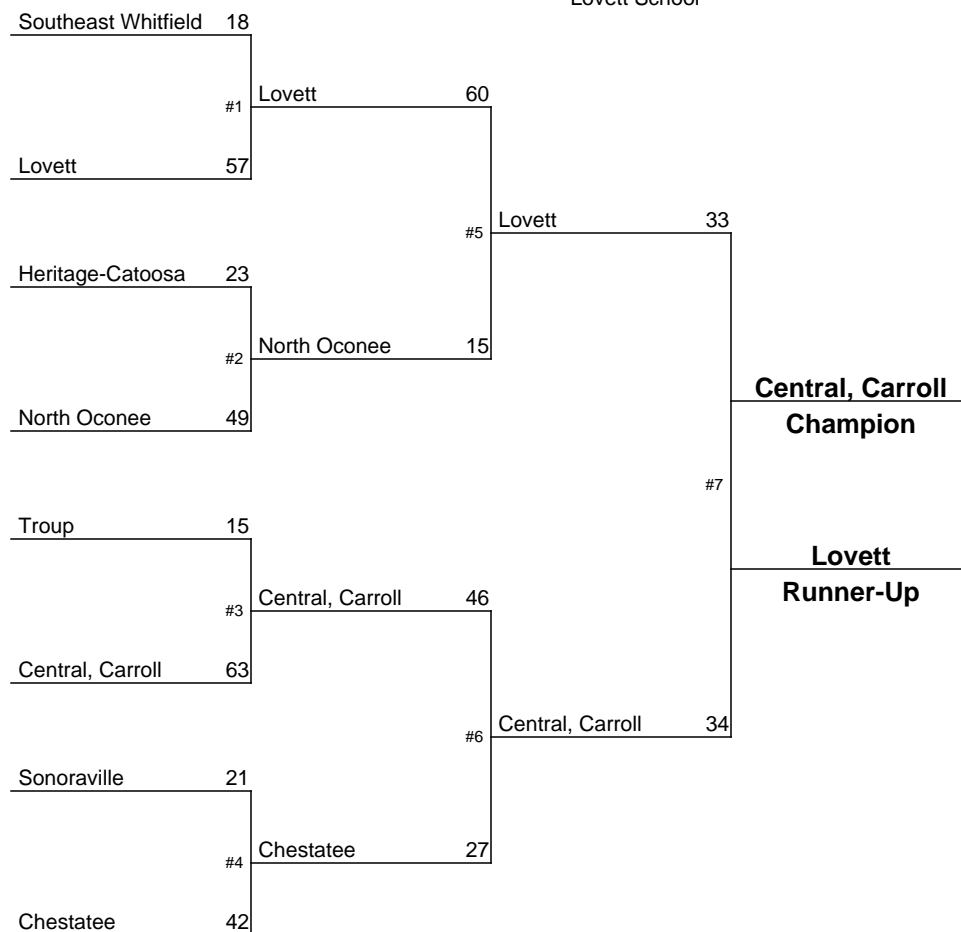 Lovett School
Southeast Whitfield 18
#1 Lovett 60
Lovett 57
#5 Lovett 33
Heritage-Catoosa 23
#2 North Oconee 15
North Oconee 49
Central, Carroll
Champion
#7
Troup 15
#3 Central, Carroll 46
Lovett
Runner-Up
Central, Carroll 63
#6 Central, Carroll 34
Sonoraville 21
#4 Chestatee 27
Chestatee 42